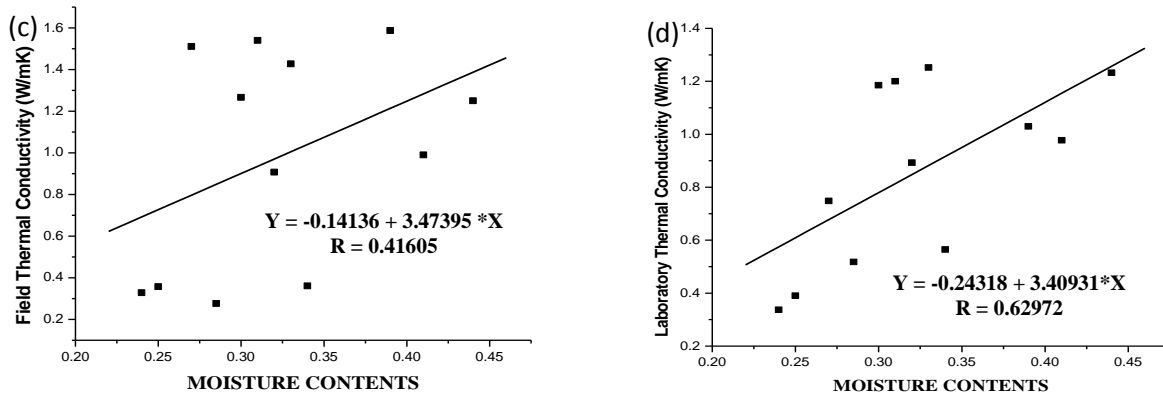 (c)
Field Thermal Conductivity (W/mK)
1.6
1.4
1.2
1.0
0.8
0.6
0.4
0.2
Y = -0.14136 + 3.47395 *X
R = 0.41605
0.20 0.25 0.30 0.35 0.40 0.45
MOISTURE CONTENTS
(d)
Laboratory Thermal Conductivity (W/mK)
1.4
1.2
1.0
0.8
0.6
0.4
0.2
Y = -0.24318 + 3.40931*X
R = 0.62972
0.20 0.25 0.30 0.35 0.40 0.45
MOISTURE CONTENTS